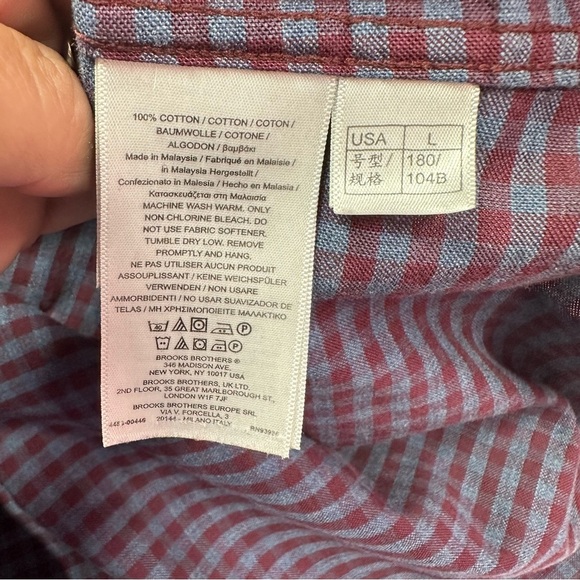 100% COTTON / COTTON / COTON /
BAUMWOLLE / COTONE /
ALGODON / βαμβάκι
Made in Malaysia / Fabriqué en Malaisie /
in Malaysia Hergestellt /
Confezionato in Malesia / Hecho en Malasia /
Κατασκευάζεται στη Μαλαισία
MACHINE WASH WARM. ONLY
NON-CHLORINE BLEACH. DO
NOT USE FABRIC SOFTENER.
TUMBLE DRY LOW. REMOVE
PROMPTLY AND HANG.
NE PAS UTILISER AUCUN PRODUIT
ASSOUPLISSANT / KEINE WEICHSPÜLER
VERWENDEN / NON USARE
AMMORBIDENTI / NO USAR SUAVIZADOR DE
TELAS / ΜΗ ΧΡΗΣΙΜΟΠΟΙΕΙΤΕ ΜΑΛΑΚΤΙΚΟ
BROOKS BROTHERS ®
346 MADISON AVE.
NEW YORK, NY 10017 USA
BROOKS BROTHERS, UK LTD.
2ND FLOOR, 35 GREAT MARLBOROUGH ST.
LONDON W1F 7JF
BROOKS BROTHERS EUROPE SRL
VIA V. FORCELLA, 3
20144 - MILANO ITALY
USA L
号型/ 180/
规格 104B